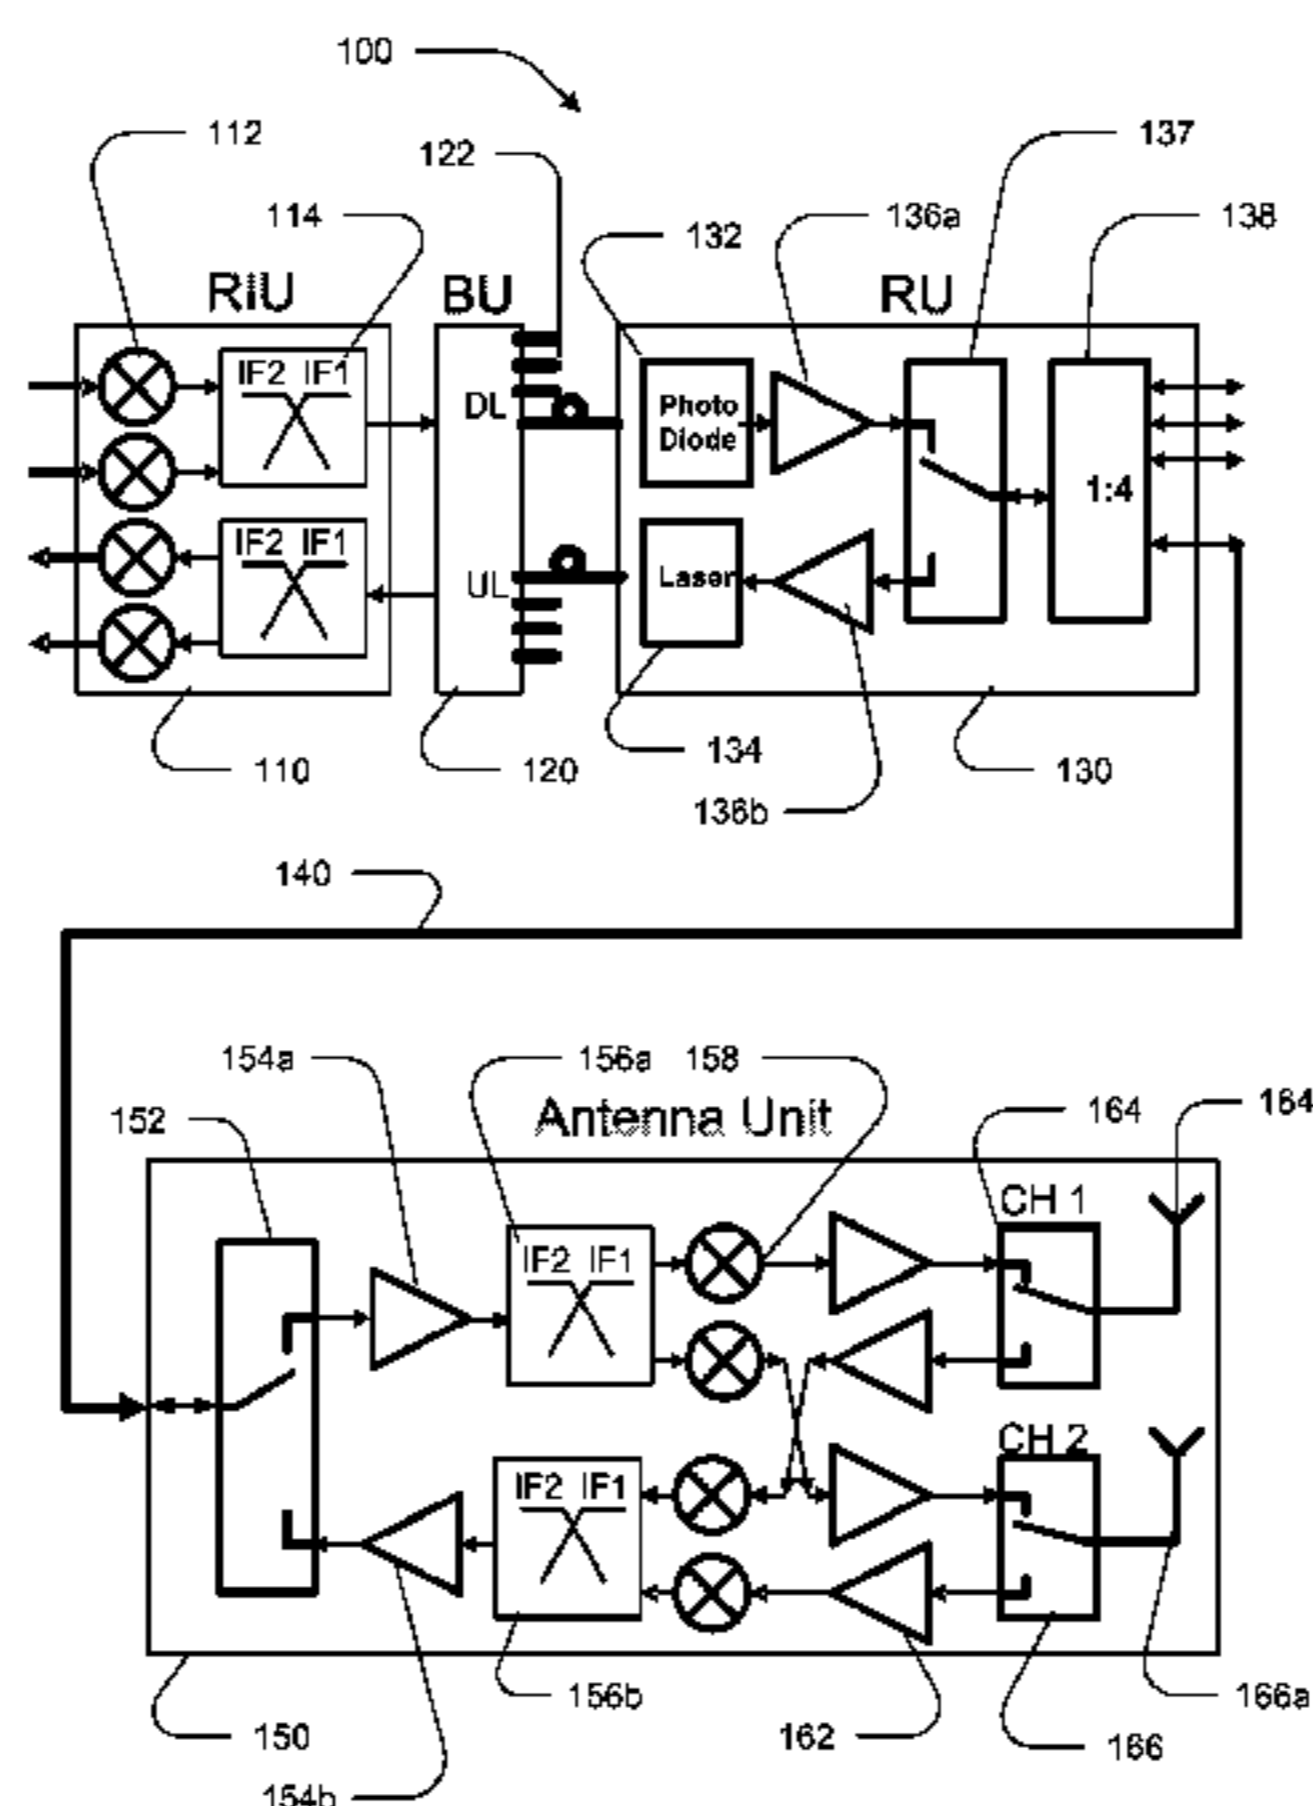 100
112
122
137
114
132
136a
138
RIU
BU
RU
IF2 IF1
DL
Photo
Diode
1:4
IF2 IF1
UL
Laser
110
120
134
130
136b
140
154a
156a
158
Antenna Unit
152
164
164
CH 1
IF2 IF1
CH 2
IF2 IF1
156b
166a
150
162
166
154b